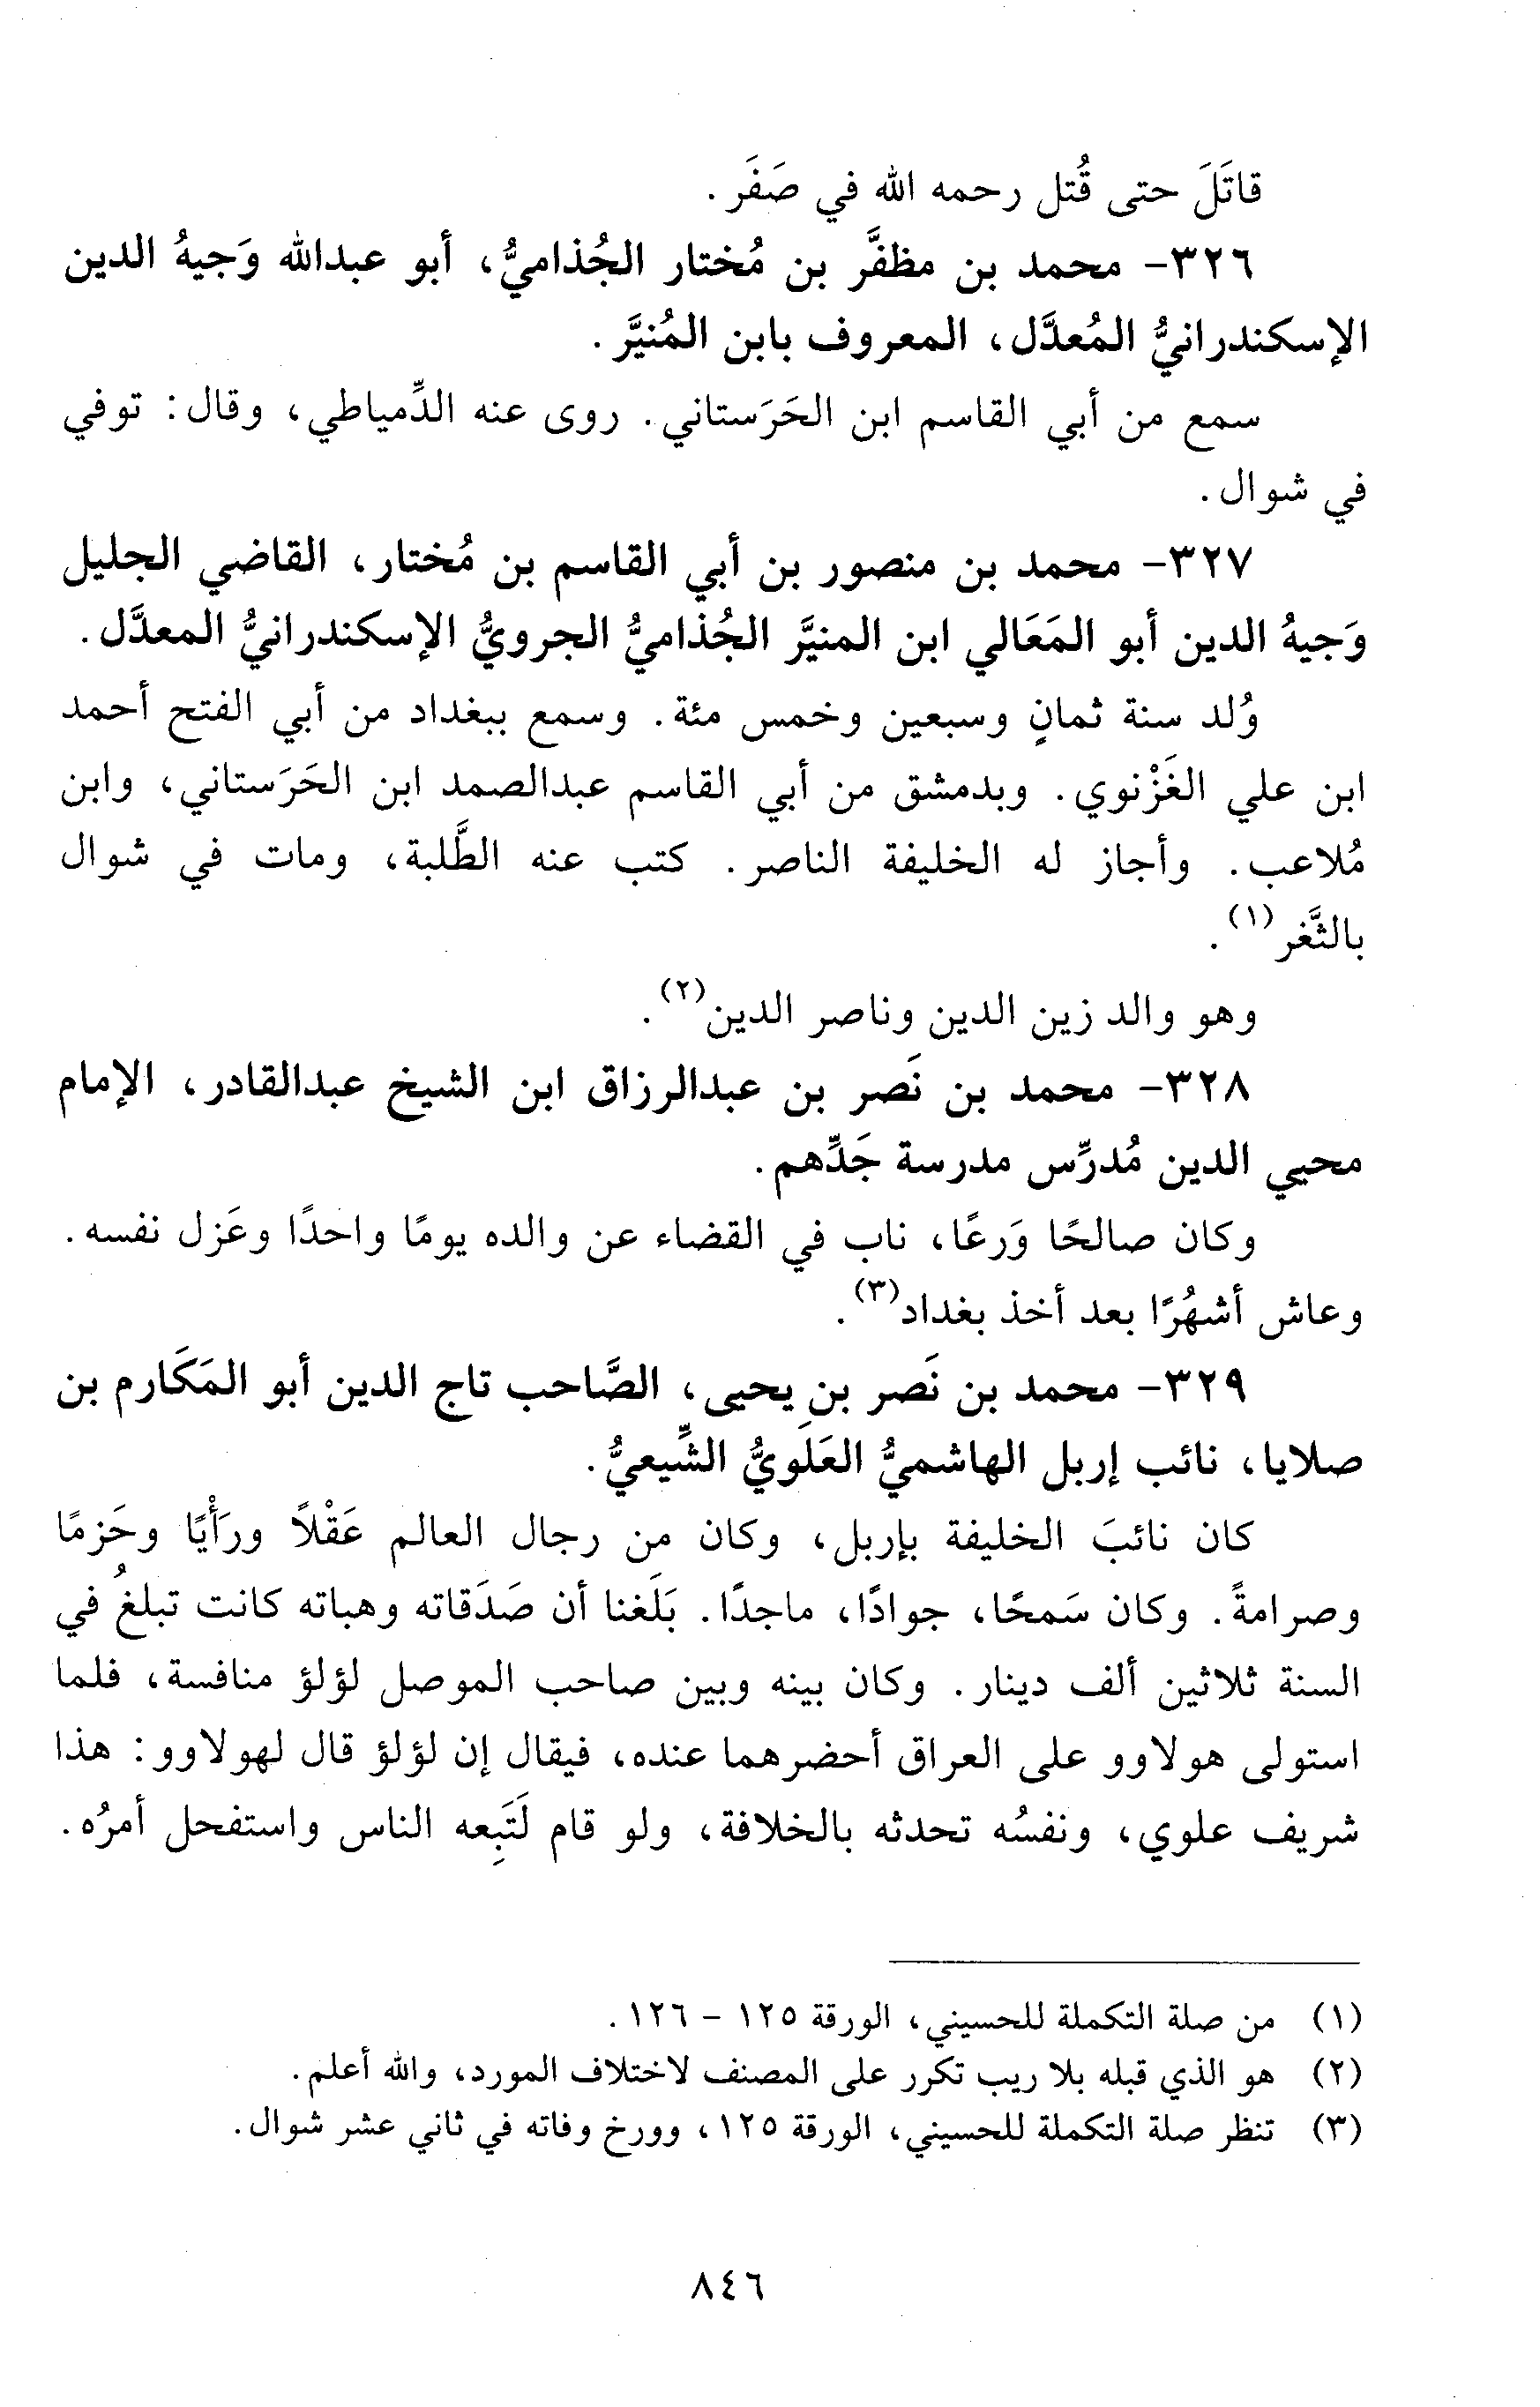 قاتَلَ حتى قُتل رحمه الله في صَفَر.
٣٢٦- محمد بن مظفَّر بن مُختار الجُذاميُّ، أبو عبدالله وَجيهُ الدين
الإسكندرانيُّ المُعدَّل، المعروف بابن المُنيَّر.
سمع من أبي القاسم ابن الحَرَستاني. روى عنه الدِّمياطي، وقال: توفي
في شوال.
٣٢٧- محمد بن منصور بن أبي القاسم بن مُختار، القاضي الجليل
وَجيهُ الدين أبو المَعَالي ابن المنيَّر الجُذاميُّ الجرويُّ الإسكندرانيُّ المعدَّل.
وُلد سنة ثمانٍ وسبعين وخمس مئة. وسمع ببغداد من أبي الفتح أحمد
ابن علي الغَزْنوي. وبدمشق من أبي القاسم عبدالصمد ابن الحَرَستاني، وابن
مُلاعب. وأجاز له الخليفة الناصر. كتب عنه الطَّلبة، ومات في شوال
بالثَّغر(١).
وهو والد زين الدين وناصر الدين(٢).
٣٢٨- محمد بن نَصر بن عبدالرزاق ابن الشيخ عبدالقادر، الإمام
محيي الدين مُدرِّس مدرسة جَدِّهم.
وكان صالحًا وَرعًا، ناب في القضاء عن والده يومًا واحدًا وعَزل نفسه.
وعاش أشهُرًا بعد أخذ بغداد(٣).
٣٢٩- محمد بن نَصر بن يحيى، الصَّاحب تاج الدين أبو المَكَارم بن
صلايا، نائب إربل الهاشميُّ العَلَويُّ الشِّيعيُّ.
كان نائبَ الخليفة بإربل، وكان من رجال العالم عَقْلاً ورَأْيًا وحَزمًا
وصرامةً. وكان سَمحًا، جوادًا، ماجدًا. بَلَغنا أن صَدَقاته وهباته كانت تبلغُ في
السنة ثلاثين ألف دينار. وكان بينه وبين صاحب الموصل لؤلؤ منافسة، فلما
استولى هولاوو على العراق أحضرهما عنده، فيقال إن لؤلؤ قال لهولاوو: هذا
شريف علوي، ونفسُه تحدثه بالخلافة، ولو قام لَتَبِعه الناس واستفحل أمرُه.
(١) من صلة التكملة للحسيني، الورقة ١٢٥ - ١٢٦.
(٢) هو الذي قبله بلا ريب تكرر على المصنف لاختلاف المورد، والله أعلم.
(٣) تنظر صلة التكملة للحسيني، الورقة ١٢٥، وورخ وفاته في ثاني عشر شوال.
٨٤٦